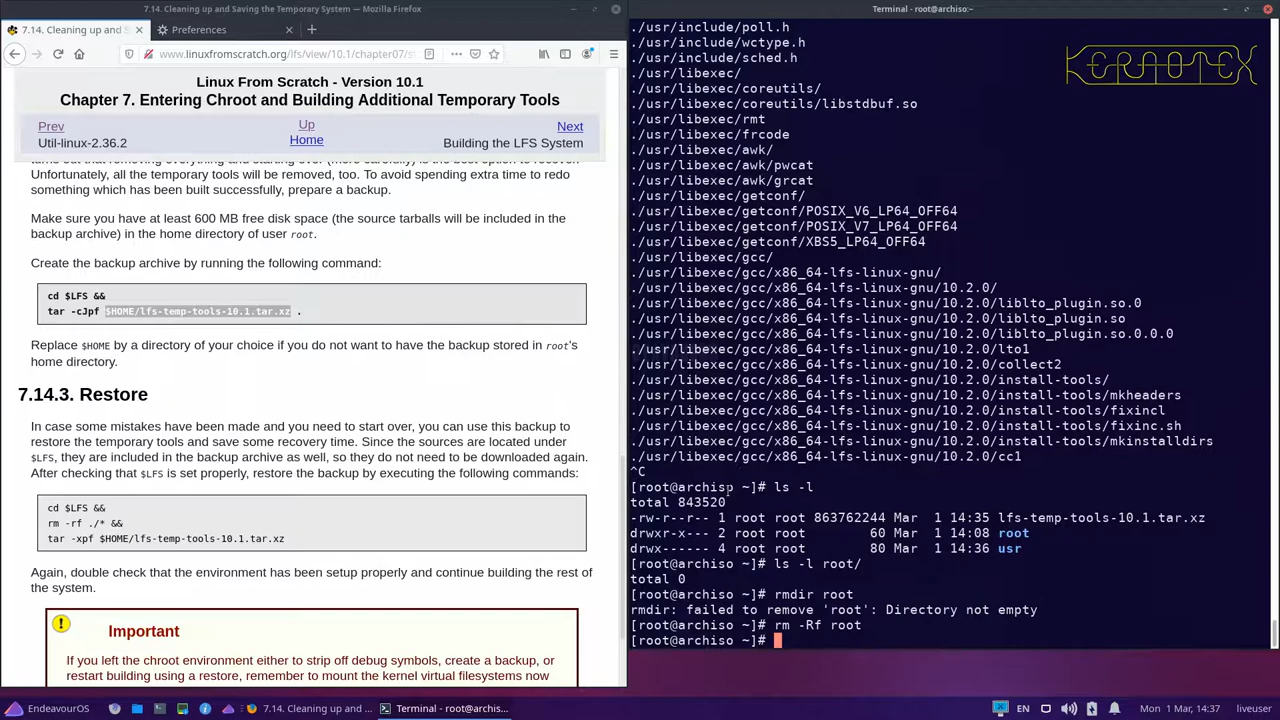 7.14. Cleaning up and Saving the Temporary System — Mozilla Firefox
7.14. Cleaning up and S
Preferences
www.linuxfromscratch.org/lfs/view/10.1/chapter07/s
Linux From Scratch - Version 10.1
Chapter 7. Entering Chroot and Building Additional Temporary Tools
Prev
Up
Next
Util-linux-2.36.2
Home
Building the LFS System
Unfortunately, all the temporary tools will be removed, too. To avoid spending extra time to redo
something which has been built successfully, prepare a backup.
Make sure you have at least 600 MB free disk space (the source tarballs will be included in the
backup archive) in the home directory of user root.
Create the backup archive by running the following command:
cd $LFS &&
tar -cJpf $HOME/lfs-temp-tools-10.1.tar.xz .
Replace $HOME by a directory of your choice if you do not want to have the backup stored in root's
home directory.
7.14.3. Restore
In case some mistakes have been made and you need to start over, you can use this backup to
restore the temporary tools and save some recovery time. Since the sources are located under
$LFS, they are included in the backup archive as well, so they do not need to be downloaded again.
After checking that $LFS is set properly, restore the backup by executing the following commands:
cd $LFS &&
rm -rf ./* &&
tar -xpf $HOME/lfs-temp-tools-10.1.tar.xz
Again, double check that the environment has been setup properly and continue building the rest of
the system.
Important
If you left the chroot environment either to strip off debug symbols, create a backup, or
restart building using a restore, remember to mount the kernel virtual filesystems now
Terminal - root@archiso:~
KERNOTEX
./usr/include/poll.h
./usr/include/wctype.h
./usr/include/sched.h
./usr/libexec/
./usr/libexec/coreutils/
./usr/libexec/coreutils/libstdbuf.so
./usr/libexec/rmt
./usr/libexec/frcode
./usr/libexec/awk/
./usr/libexec/awk/pwcat
./usr/libexec/awk/grcat
./usr/libexec/getconf/
./usr/libexec/getconf/POSIX_V6_LP64_OFF64
./usr/libexec/getconf/POSIX_V7_LP64_OFF64
./usr/libexec/getconf/XBS5_LP64_OFF64
./usr/libexec/gcc/
./usr/libexec/gcc/x86_64-lfs-linux-gnu/
./usr/libexec/gcc/x86_64-lfs-linux-gnu/10.2.0/
./usr/libexec/gcc/x86_64-lfs-linux-gnu/10.2.0/liblto_plugin.so.0
./usr/libexec/gcc/x86_64-lfs-linux-gnu/10.2.0/liblto_plugin.so
./usr/libexec/gcc/x86_64-lfs-linux-gnu/10.2.0/liblto_plugin.so.0.0.0
./usr/libexec/gcc/x86_64-lfs-linux-gnu/10.2.0/lto1
./usr/libexec/gcc/x86_64-lfs-linux-gnu/10.2.0/collect2
./usr/libexec/gcc/x86_64-lfs-linux-gnu/10.2.0/install-tools/
./usr/libexec/gcc/x86_64-lfs-linux-gnu/10.2.0/install-tools/mkheaders
./usr/libexec/gcc/x86_64-lfs-linux-gnu/10.2.0/install-tools/fixincl
./usr/libexec/gcc/x86_64-lfs-linux-gnu/10.2.0/install-tools/fixinc.sh
./usr/libexec/gcc/x86_64-lfs-linux-gnu/10.2.0/install-tools/mkinstalldirs
./usr/libexec/gcc/x86_64-lfs-linux-gnu/10.2.0/cc1
^C
[root@archiso ~]# ls -l
total 843520
-rw-r--r-- 1 root root 863762244 Mar  1 14:35 lfs-temp-tools-10.1.tar.xz
drwxr-x--- 2 root root        60 Mar  1 14:08 root
drwx------ 4 root root        80 Mar  1 14:36 usr
[root@archiso ~]# ls -l root/
total 0
[root@archiso ~]# rmdir root
rmdir: failed to remove 'root': Directory not empty
[root@archiso ~]# rm -Rf root
[root@archiso ~]#
EndeavourOS
7.14. Cleaning up and ...
Terminal - root@archiso...
EN
Mon, 1 Mar, 14:37
liveuser